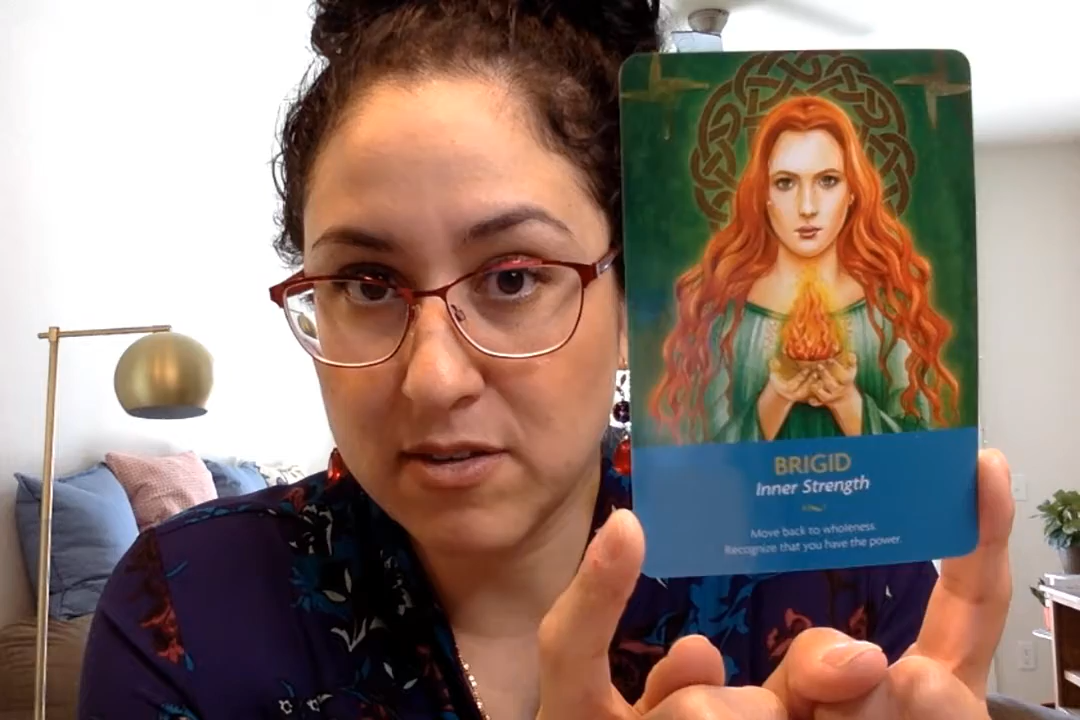 BRIGID
Inner Strength
Move back to wholeness.
Recognize that you have the power.